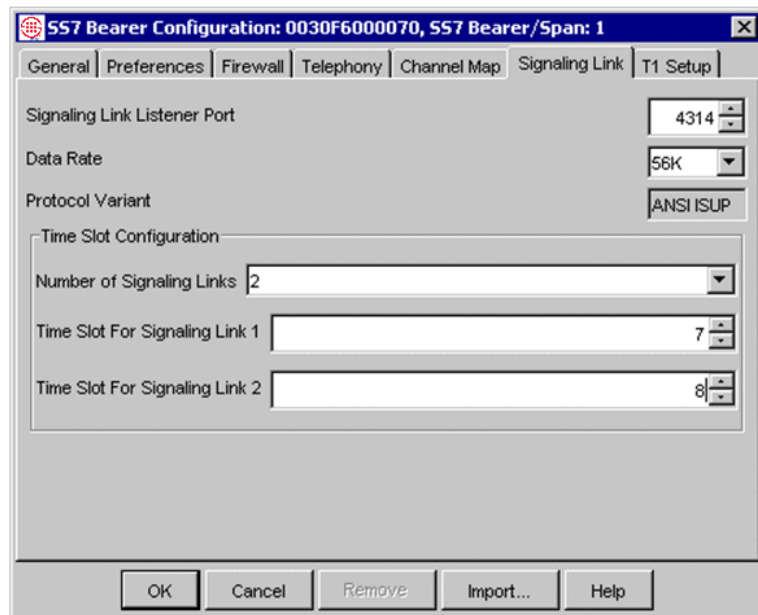 SS7 Bearer Configuration: 0030F6000070, SS7 Bearer/Span: 1
General Preferences Firewall Telephony Channel Map Signaling Link T1 Setup
Signaling Link Listener Port 4314
Data Rate 56K
Protocol Variant ANSI ISUP
Time Slot Configuration
Number of Signaling Links 2
Time Slot For Signaling Link 1 7
Time Slot For Signaling Link 2 8
OK Cancel Remove Import... Help